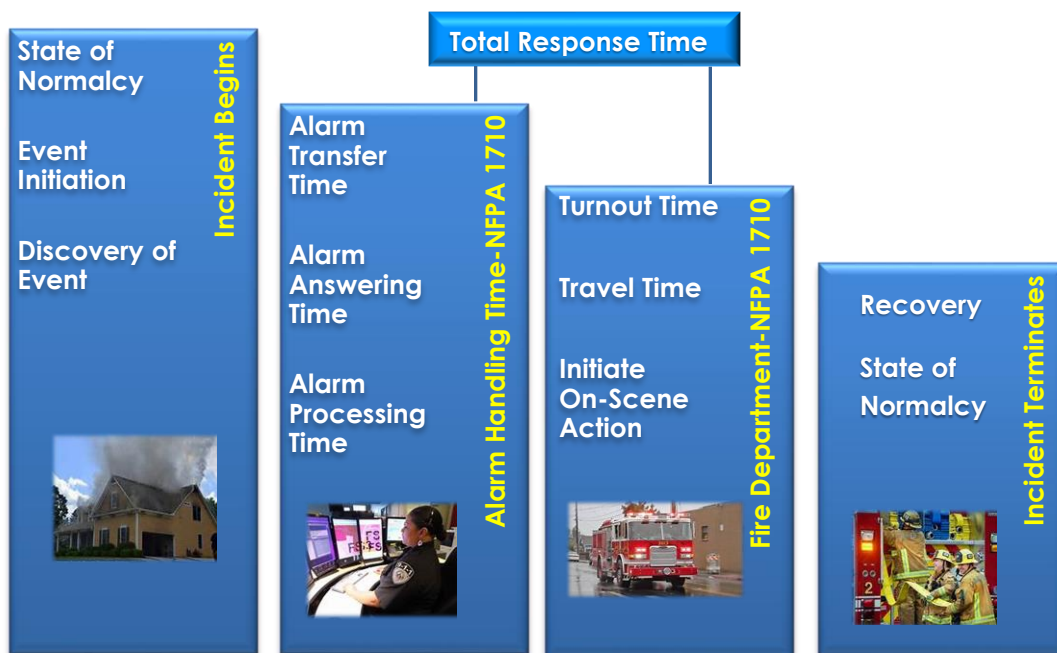 Total Response Time
State of
Normalcy
Event
Initiation
Discovery of
Event
Incident Begins
Alarm
Transfer
Time
Alarm
Answering
Time
Alarm
Processing
Time
Alarm Handling Time-NFPA 1710
Turnout Time
Travel Time
Initiate
On-Scene
Action
Fire Department-NFPA 1710
Recovery
State of
Normalcy
Incident Terminates
2